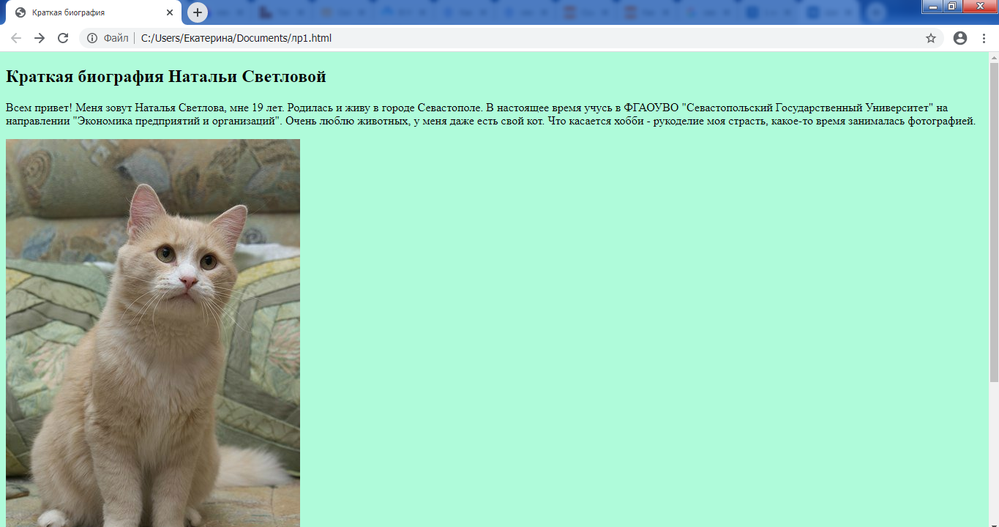 Краткая биография
Файл
C:/Users/Екатерина/Documents/лр1.html
Краткая биография Натальи Светловой
Всем привет! Меня зовут Наталья Светлова, мне 19 лет. Родилась и живу в городе Севастополе. В настоящее время учусь в ФГАОУВО "Севастопольский Государственный Университет" на
направлении "Экономика предприятий и организаций". Очень люблю животных, у меня даже есть свой кот. Что касается хобби - рукоделие моя страсть, какое-то время занималась фотографией.